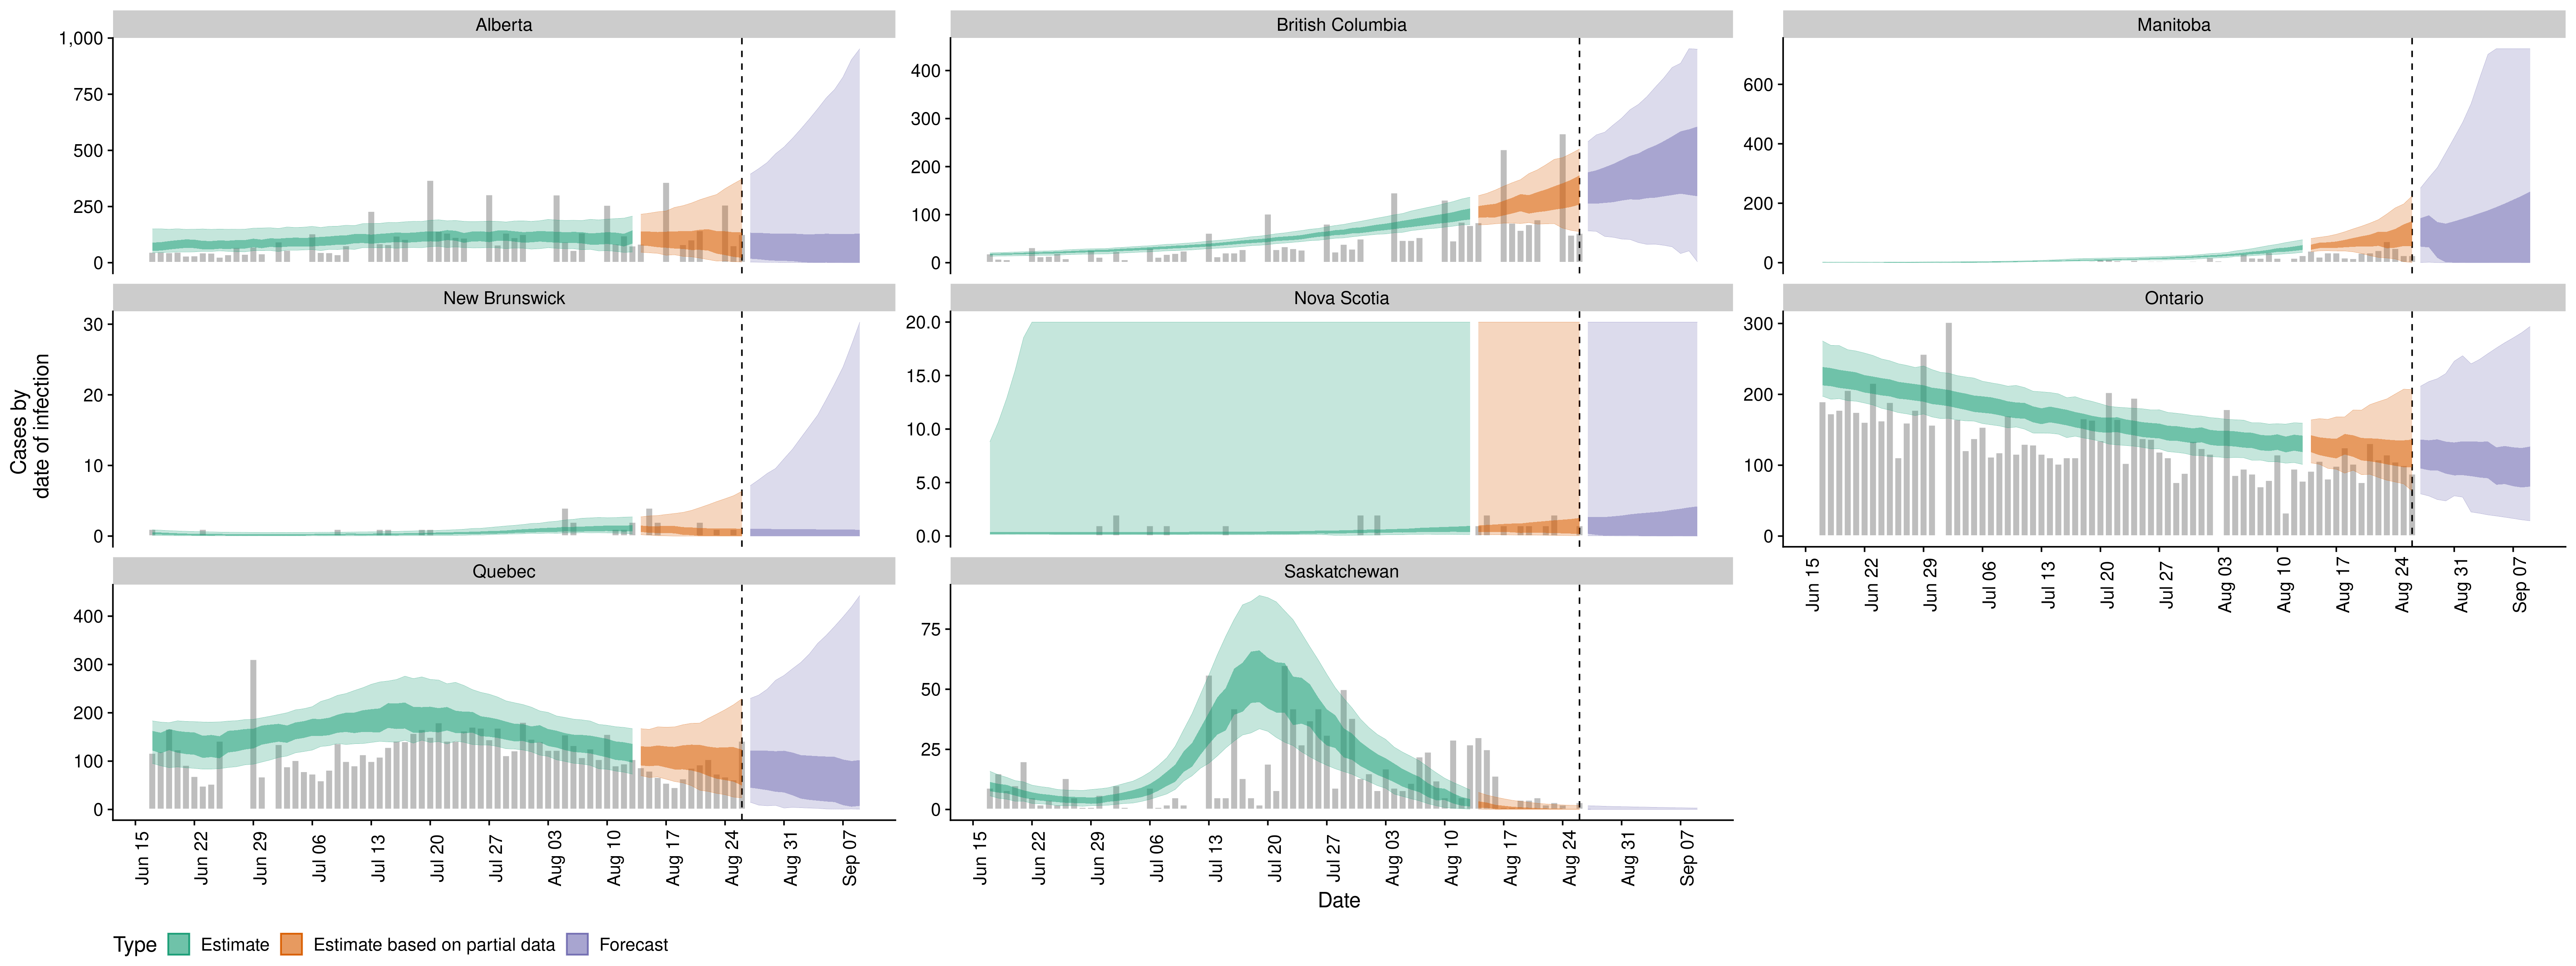 Alberta
British Columbia
Manitoba
1,000
750
500
250
0
400
300
200
100
0
600
400
200
0
New Brunswick
Nova Scotia
Ontario
30
20
10
0
20.0
15.0
10.0
5.0
0.0
300
200
100
0
Jun 15
Jun 22
Jun 29
Jul 06
Jul 13
Jul 20
Jul 27
Aug 03
Aug 10
Aug 17
Aug 24
Aug 31
Sep 07
Cases by
date of infection
Quebec
Saskatchewan
400
300
200
100
0
75
50
25
0
Jun 15
Jun 22
Jun 29
Jul 06
Jul 13
Jul 20
Jul 27
Aug 03
Aug 10
Aug 17
Aug 24
Aug 31
Sep 07
Jun 15
Jun 22
Jun 29
Jul 06
Jul 13
Jul 20
Jul 27
Aug 03
Aug 10
Aug 17
Aug 24
Aug 31
Sep 07
Date
Type Estimate Estimate based on partial data Forecast